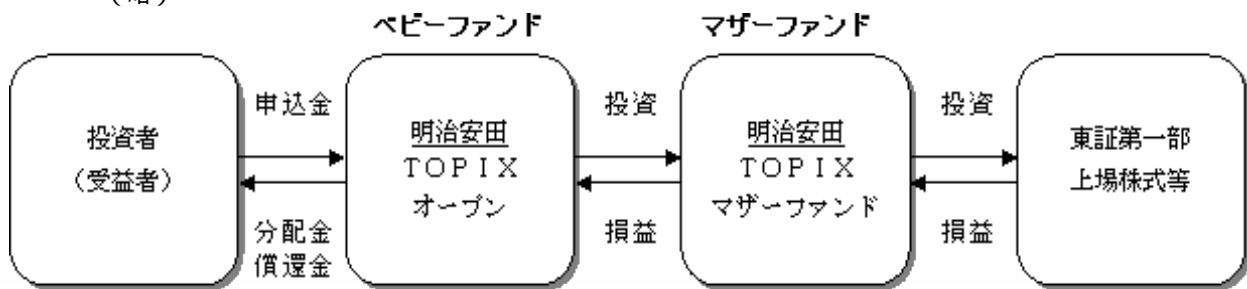 (略)
ベビーファンド
マザーファンド
投資者
(受益者)
申込金
分配金
償還金
明治安田
TOPIX
オープン
投資
損益
明治安田
TOPIX
マザーファンド
投資
損益
東証第一部
上場株式等